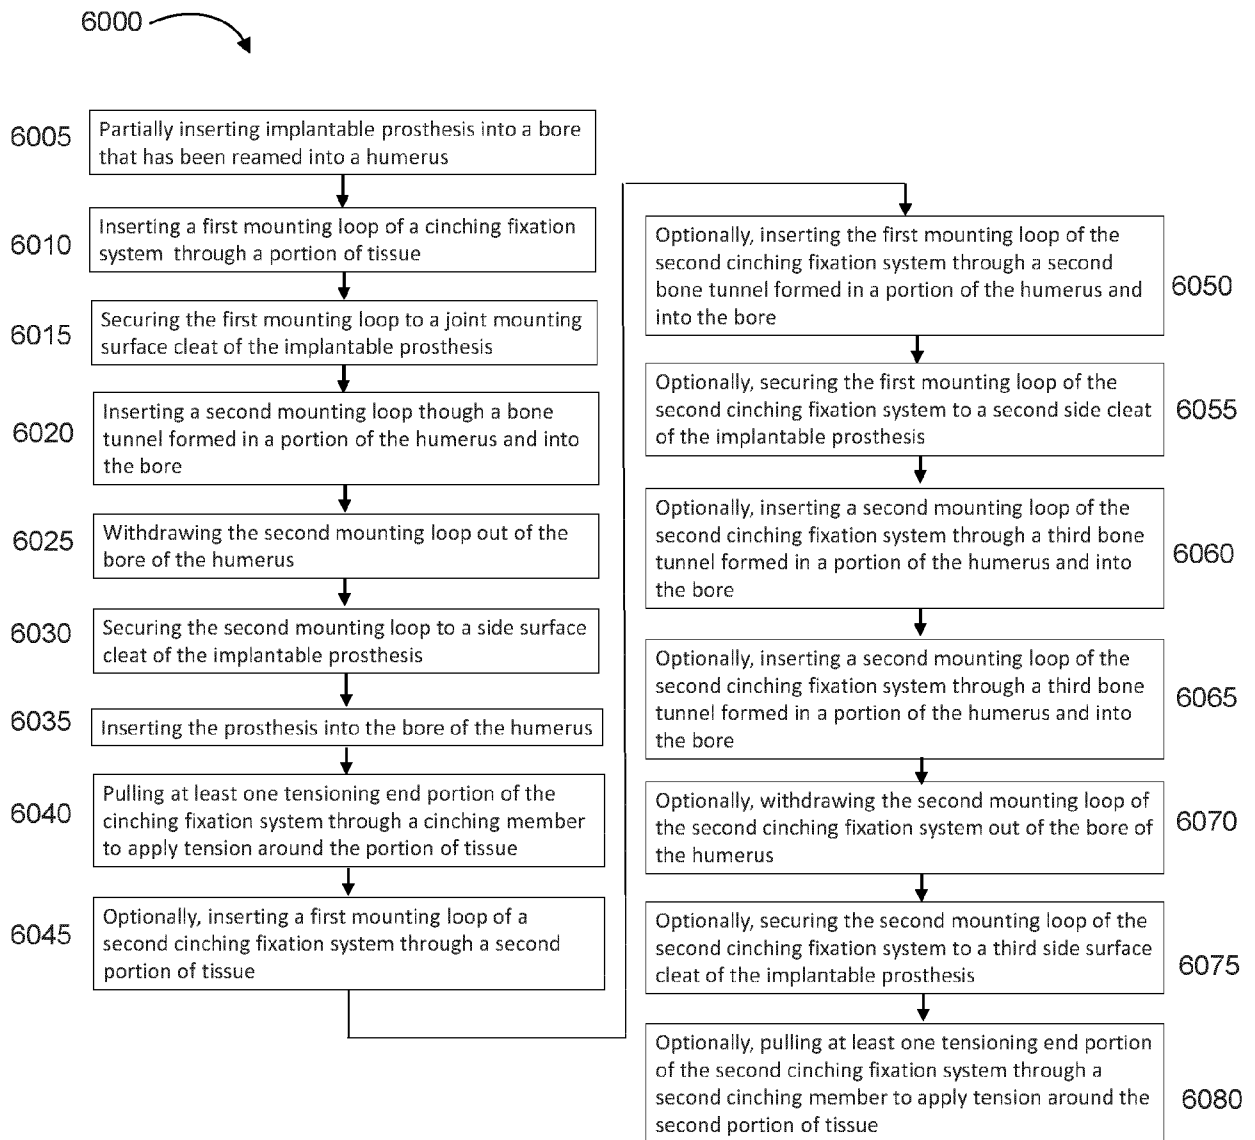 6000
6005
Partially inserting implantable prosthesis into a bore
that has been reamed into a humerus
6010
Inserting a first mounting loop of a cinching fixation
system through a portion of tissue
6015
Securing the first mounting loop to a joint mounting
surface cleat of the implantable prosthesis
6020
Inserting a second mounting loop though a bone
tunnel formed in a portion of the humerus and into
the bore
6025
Withdrawing the second mounting loop out of the
bore of the humerus
6030
Securing the second mounting loop to a side surface
cleat of the implantable prosthesis
6035
Inserting the prosthesis into the bore of the humerus
6040
Pulling at least one tensioning end portion of the
cinching fixation system through a cinching member
to apply tension around the portion of tissue
6045
Optionally, inserting a first mounting loop of a
second cinching fixation system through a second
portion of tissue
Optionally, inserting the first mounting loop of the
second cinching fixation system through a second
bone tunnel formed in a portion of the humerus and
into the bore
6050
Optionally, securing the first mounting loop of the
second cinching fixation system to a second side cleat
of the implantable prosthesis
6055
Optionally, inserting a second mounting loop of the
second cinching fixation system through a third bone
tunnel formed in a portion of the humerus and into
the bore
6060
Optionally, inserting a second mounting loop of the
second cinching fixation system through a third bone
tunnel formed in a portion of the humerus and into
the bore
6065
Optionally, withdrawing the second mounting loop of
the second cinching fixation system out of the bore of
the humerus
6070
Optionally, securing the second mounting loop of the
second cinching fixation system to a third side surface
cleat of the implantable prosthesis
6075
Optionally, pulling at least one tensioning end portion
of the second cinching fixation system through a
second cinching member to apply tension around the
second portion of tissue
6080